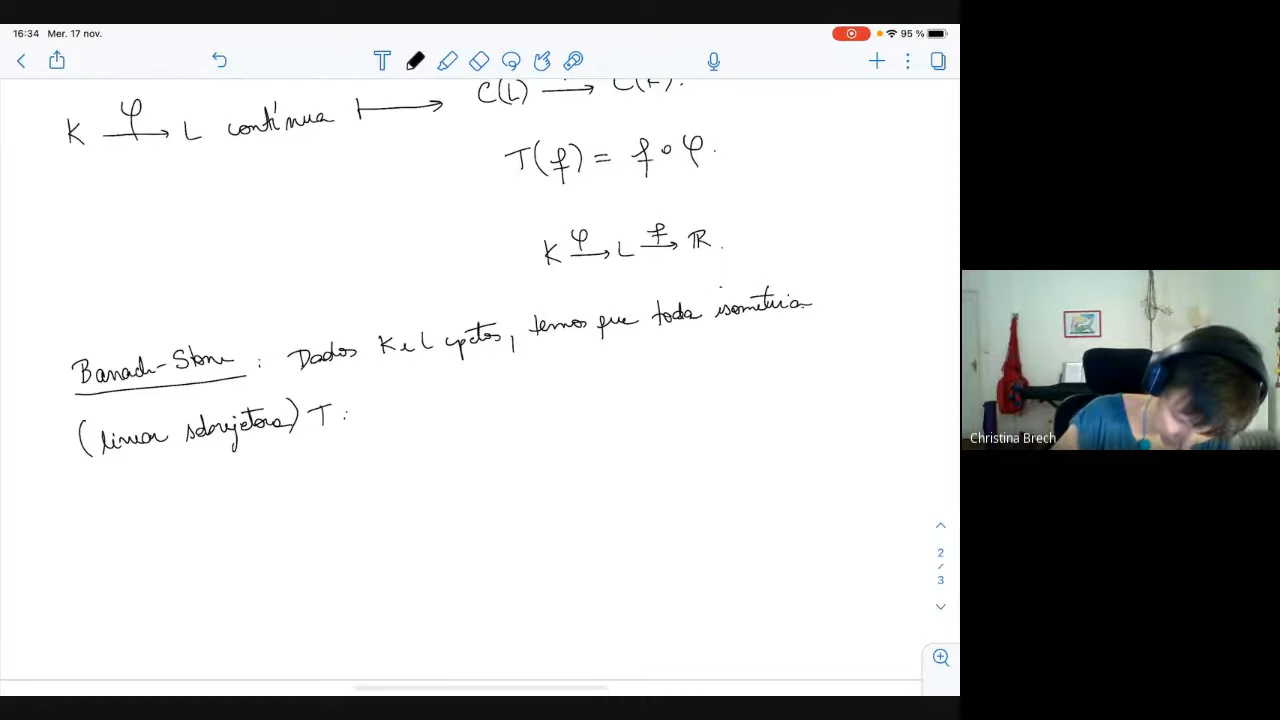 16:34 Mer. 17 nov. 95 %
C(L) ⟶ C(K).
K —φ→ L contínua ⟼
T(f) = f∘φ.
K —φ→ L —f→ ℝ.
Banach-Stone : Dados K e L cpctos, temos que toda isometria
(linear sobrejetora) T :
Christina Brech
2
/
3